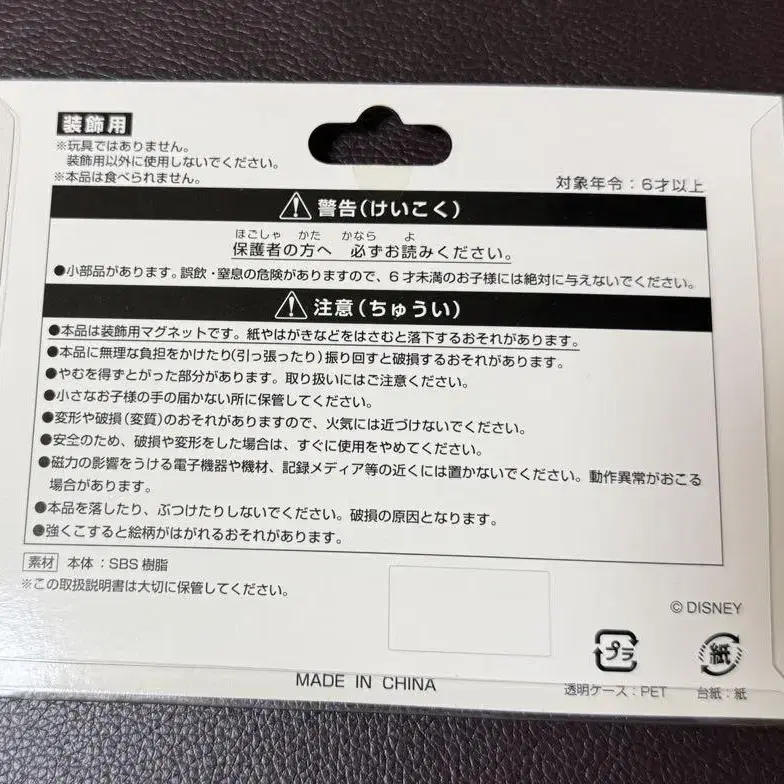 装飾用
※玩具ではありません。
装飾用以外に使用しないでください。
※本品は食べられません。
対象年令：6才以上
警告（けいこく）
ほごしゃ かた かなら よ
保護者の方へ 必ずお読みください。
●小部品があります。誤飲・窒息の危険がありますので、6才未満のお子様には絶対に与えないでください。
注意（ちゅうい）
●本品は装飾用マグネットです。紙やはがきなどをはさむと落下するおそれがあります。
●本品に無理な負担をかけたり（引っ張ったり）振り回すと破損するおそれがあります。
●やむを得ずとがった部分があります。取り扱いにはご注意ください。
●小さなお子様の手の届かない所に保管してください。
●変形や破損（変質）のおそれがありますので、火気には近づけないでください。
●安全のため、破損や変形をした場合は、すぐに使用をやめてください。
●磁力の影響をうける電子機器や機材、記録メディア等の近くには置かないでください。動作異常がおこる
場合があります。
●本品を落したり、ぶつけたりしないでください。破損の原因となります。
●強くこすると絵柄がはがれるおそれがあります。
素材 本体：SBS樹脂
※この取扱説明書は大切に保管してください。
© DISNEY
プラ
紙
透明ケース：PET
台紙：紙
MADE IN CHINA